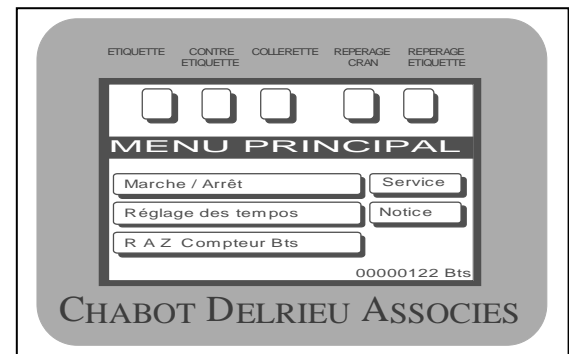 ETIQUETTE CONTRE ETIQUETTE COLLERETTE REPERAGE CRAN REPERAGE ETIQUETTE
MENU PRINCIPAL
Marche / Arrêt Service
Réglage des tempos Notice
R A Z Compteur Bts
00000122 Bts
CHABOT DELRIEU ASSOCIES